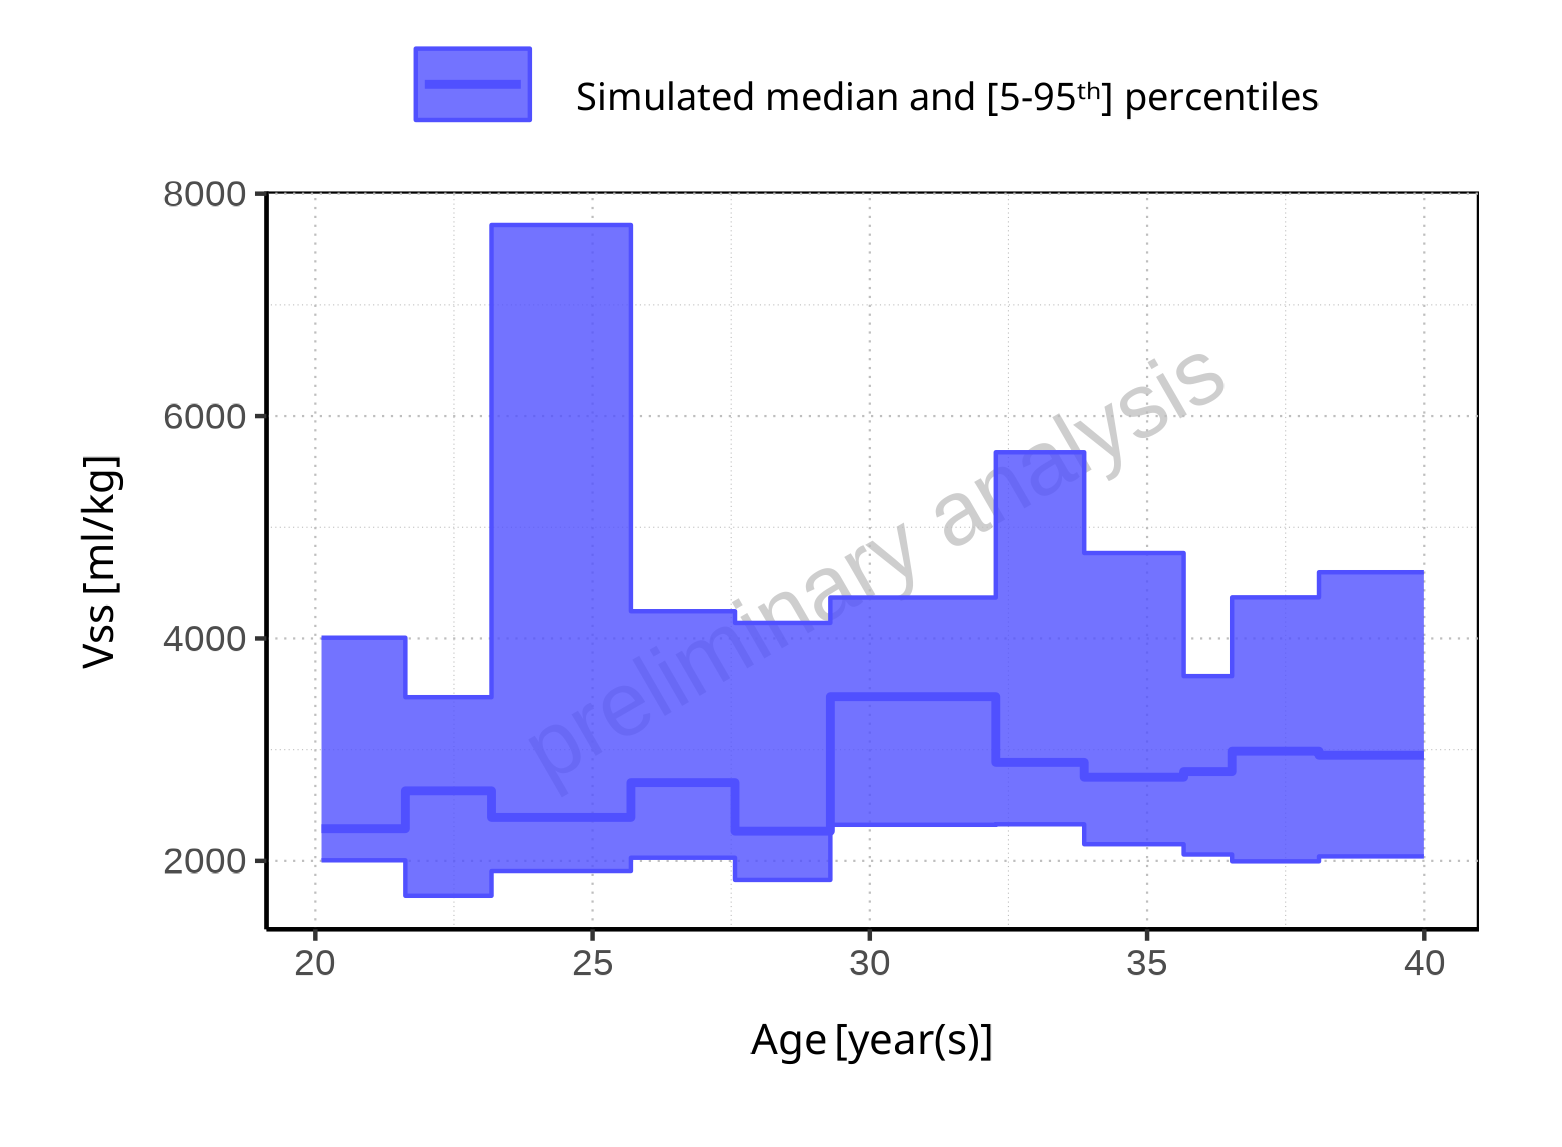 Simulated median and [5-95ᵗʰ] percentiles
8000
6000
4000
2000
Vss [ml/kg]
preliminary analysis
20 25 30 35 40
Age [year(s)]